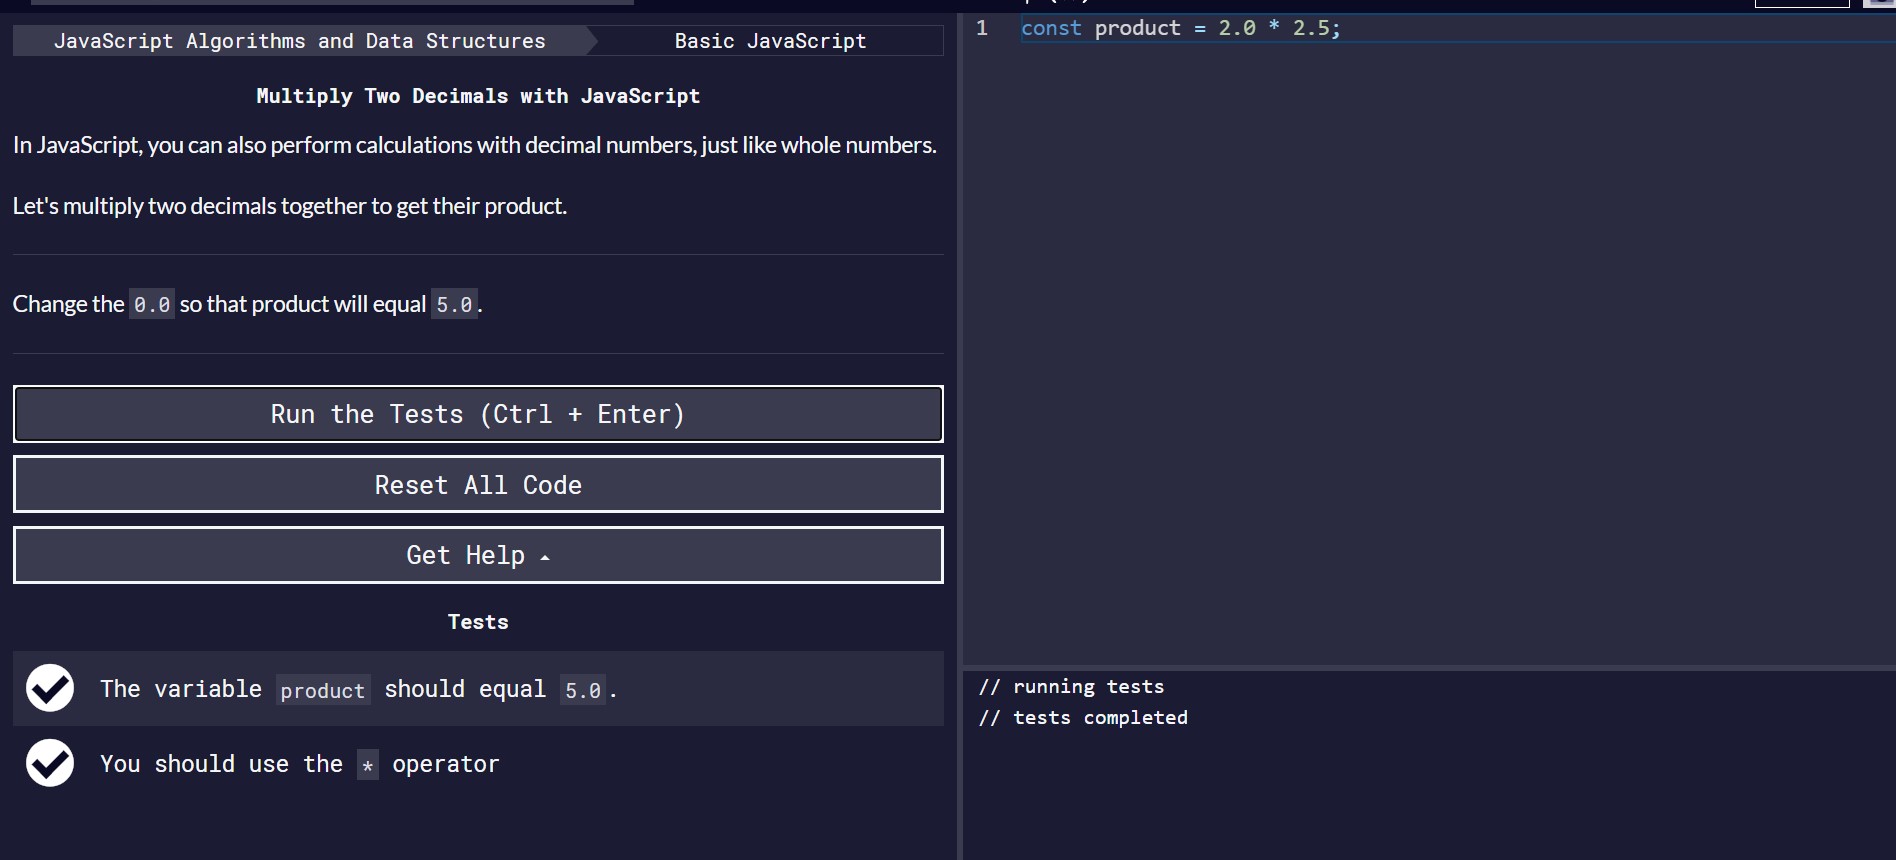 JavaScript Algorithms and Data Structures
Basic JavaScript
Multiply Two Decimals with JavaScript
In JavaScript, you can also perform calculations with decimal numbers, just like whole numbers.
Let's multiply two decimals together to get their product.
Change the 0.0 so that product will equal 5.0.
Run the Tests (Ctrl + Enter)
Reset All Code
Get Help
Tests
The variable product should equal 5.0.
You should use the * operator
1 const product = 2.0 * 2.5;
// running tests
// tests completed